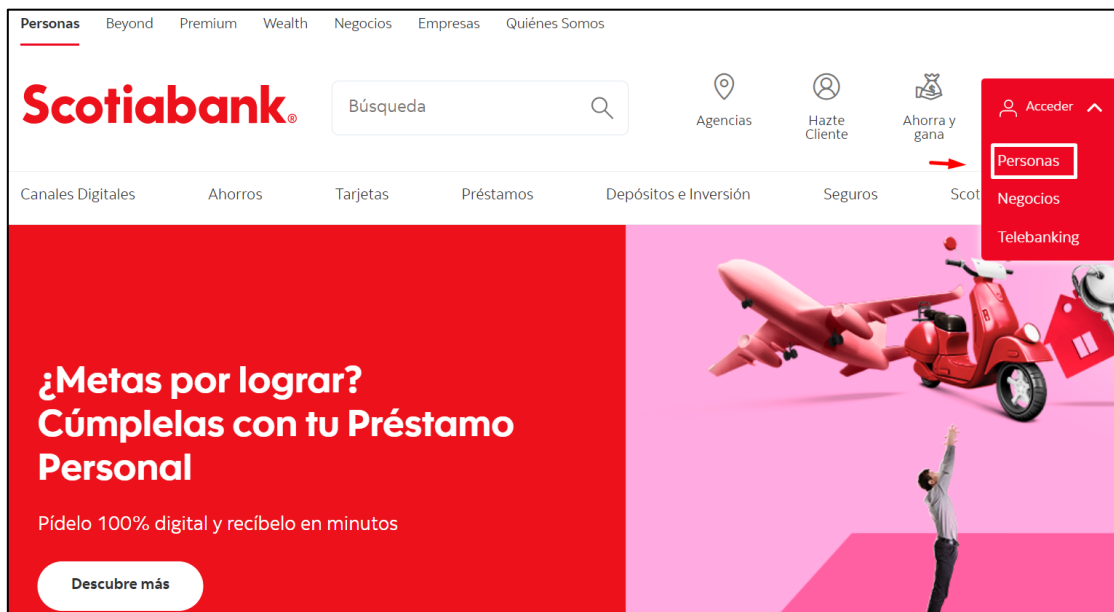 Personas Beyond Premium Wealth Negocios Empresas Quiénes Somos
Scotiabank®
Búsqueda
Agencias
Hazte
Cliente
Ahorra y
gana
Acceder
Personas
Negocios
Telebanking
Canales Digitales Ahorros Tarjetas Préstamos Depósitos e Inversión Seguros Scot
¿Metas por lograr?
Cúmplelas con tu Préstamo
Personal
Pídelo 100% digital y recíbelo en minutos
Descubre más